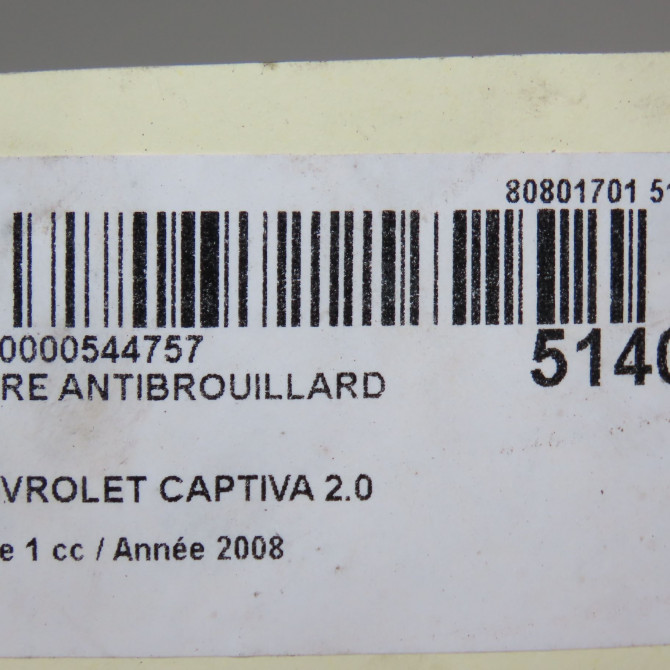 80801701 51
0000544757
5140
RE ANTIBROUILLARD
VROLET CAPTIVA 2.0
e 1 cc / Année 2008